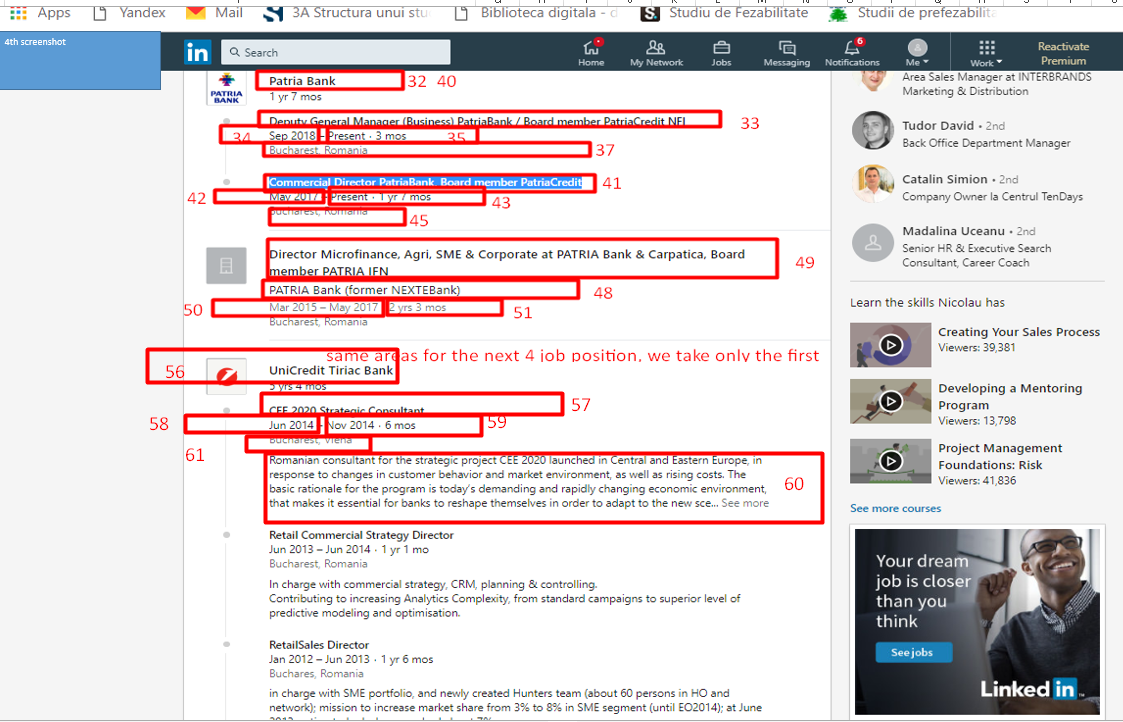 Apps
Yandex
Mail
3A Structura unui stu
Biblioteca digitala - d
Studiu de Fezabilitate
Studii de prefezabilita
4th screenshot
in
Search
Home
My Network
Jobs
Messaging
6
Notifications
Me
Work
Reactivate
Premium
PATRIA
BANK
Patria Bank
32 40
1 yr 7 mos
Deputy General Manager (Business) PatriaBank / Board member PatriaCredit NFI
33
34
Sep 2018 – Present · 3 mos
35
Bucharest, Romania
37
Commercial Director PatriaBank, Board member PatriaCredit
41
42
May 2017 – Present · 1 yr 7 mos
43
Bucharest, Romania
45
Director Microfinance, Agri, SME & Corporate at PATRIA Bank & Carpatica, Board
member PATRIA IFN
49
PATRIA Bank (former NEXTEBank)
48
50
Mar 2015 – May 2017
2 yrs 3 mos
51
Bucharest, Romania
same areas for the next 4 job position, we take only the first
56
UniCredit Tiriac Bank
5 yrs 4 mos
CEE 2020 Strategic Consultant
57
58
Jun 2014 – Nov 2014 · 6 mos
59
Bucharest, Viena
61
Romanian consultant for the strategic project CEE 2020 launched in Central and Eastern Europe, in
response to changes in customer behavior and market environment, as well as rising costs. The
basic rationale for the program is today's demanding and rapidly changing economic environment,
that makes it essential for banks to reshape themselves in order to adapt to the new sce... See more
60
Retail Commercial Strategy Director
Jun 2013 – Jun 2014 · 1 yr 1 mo
Bucharest, Romania
In charge with commercial strategy, CRM, planning & controlling.
Contributing to increasing Analytics Complexity, from standard campaigns to superior level of
predictive modeling and optimisation.
RetailSales Director
Jan 2012 – Jun 2013 · 1 yr 6 mos
Buchares, Romania
in charge with SME portfolio, and newly created Hunters team (about 60 persons in HO and
network); mission to increase market share from 3% to 8% in SME segment (until EO2014); at June
Area Sales Manager at INTERBRANDS
Marketing & Distribution
Tudor David • 2nd
Back Office Department Manager
Catalin Simion • 2nd
Company Owner la Centrul TenDays
Madalina Uceanu • 2nd
Senior HR & Executive Search
Consultant, Career Coach
Learn the skills Nicolau has
Creating Your Sales Process
Viewers: 39,381
Developing a Mentoring
Program
Viewers: 13,798
Project Management
Foundations: Risk
Viewers: 41,836
See more courses
Your dream
job is closer
than you
think
See jobs
Linked in